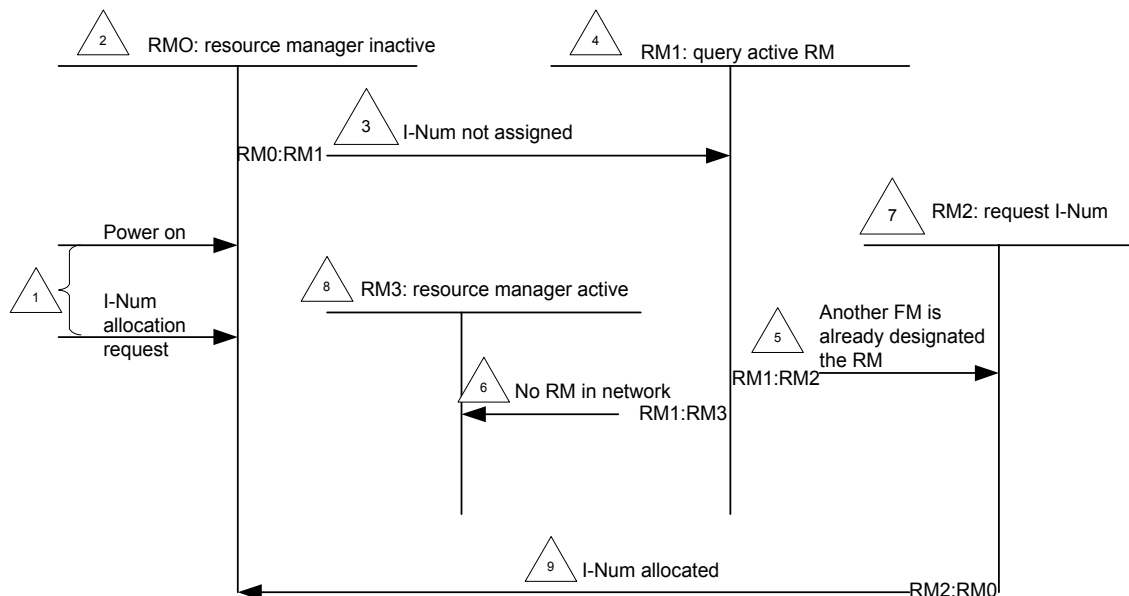 2 RMO: resource manager inactive
4 RM1: query active RM
3 I-Num not assigned
RM0:RM1
7 RM2: request I-Num
Power on
1
I-Num
allocation
request
8 RM3: resource manager active
5
Another FM is
already designated
the RM
RM1:RM2
6 No RM in network
RM1:RM3
9 I-Num allocated
RM2:RM0